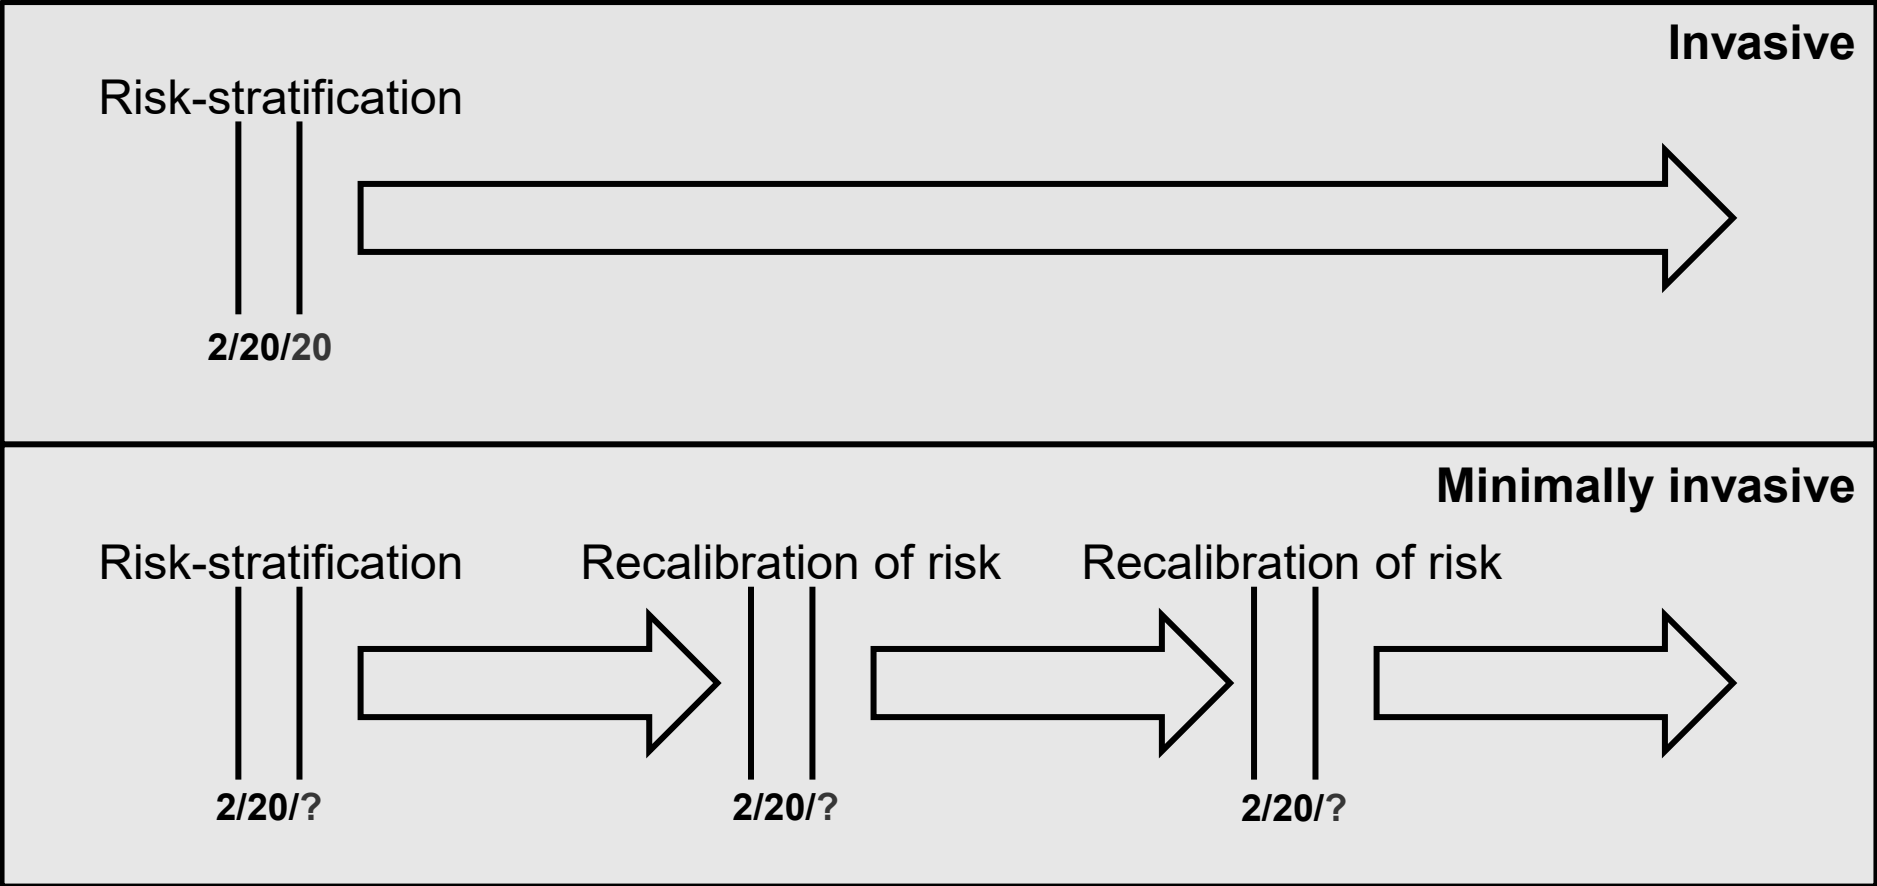 Invasive
Risk-stratification
2/20/20
Minimally invasive
Risk-stratification
Recalibration of risk
Recalibration of risk
2/20/?
2/20/?
2/20/?